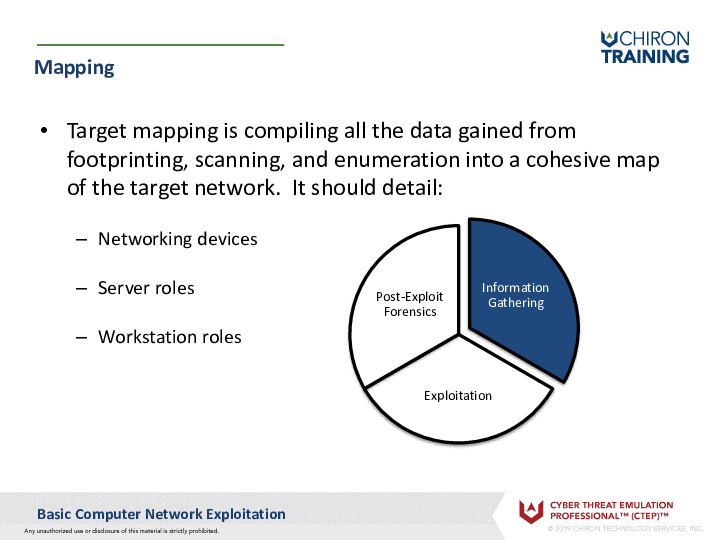 CHIRON
TRAINING
Mapping
• Target mapping is compiling all the data gained from
footprinting, scanning, and enumeration into a cohesive map
of the target network.  It should detail:
– Networking devices
– Server roles
– Workstation roles
Post-Exploit
Forensics
Information
Gathering
Exploitation
Basic Computer Network Exploitation
Any unauthorized use or disclosure of this material is strictly prohibited.
CYBER THREAT EMULATION
PROFESSIONAL™ (CTEP)™
© 2019 CHIRON TECHNOLOGY SERVICES, INC.